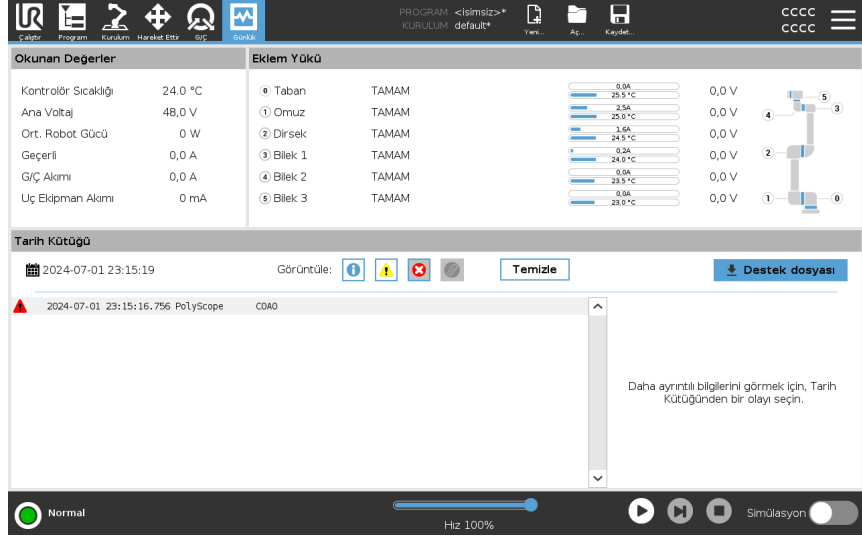 PROGRAM <isimsiz>*
KURULUM default*
CCCC
CCCC
Çalıştır Program Kurulum Hareket Ettir G/Ç Günlük Yeni... Aç... Kaydet...
Okunan Değerler
Kontrolör Sıcaklığı 24.0 °C
Ana Voltaj 48,0 V
Ort. Robot Gücü 0 W
Geçerli 0,0 A
G/Ç Akımı 0,0 A
Uç Ekipman Akımı 0 mA
Eklem Yükü
0 Taban TAMAM 0,0A 25.5 °C 0,0 V
1 Omuz TAMAM 2,5A 25.0 °C 0,0 V
2 Dirsek TAMAM 1,6A 24.5 °C 0,0 V
3 Bilek 1 TAMAM 0,2A 24.0 °C 0,0 V
4 Bilek 2 TAMAM 0,0A 23.5 °C 0,0 V
5 Bilek 3 TAMAM 0,0A 23.0 °C 0,0 V
5
4 3
2
1 0
Tarih Kütüğü
2024-07-01 23:15:19 Görüntüle: Temizle Destek dosyası
2024-07-01 23:15:16.756 PolyScope C0A0
Daha ayrıntılı bilgilerini görmek için, Tarih
Kütüğünden bir olayı seçin.
Normal
Hız 100%
Simülasyon